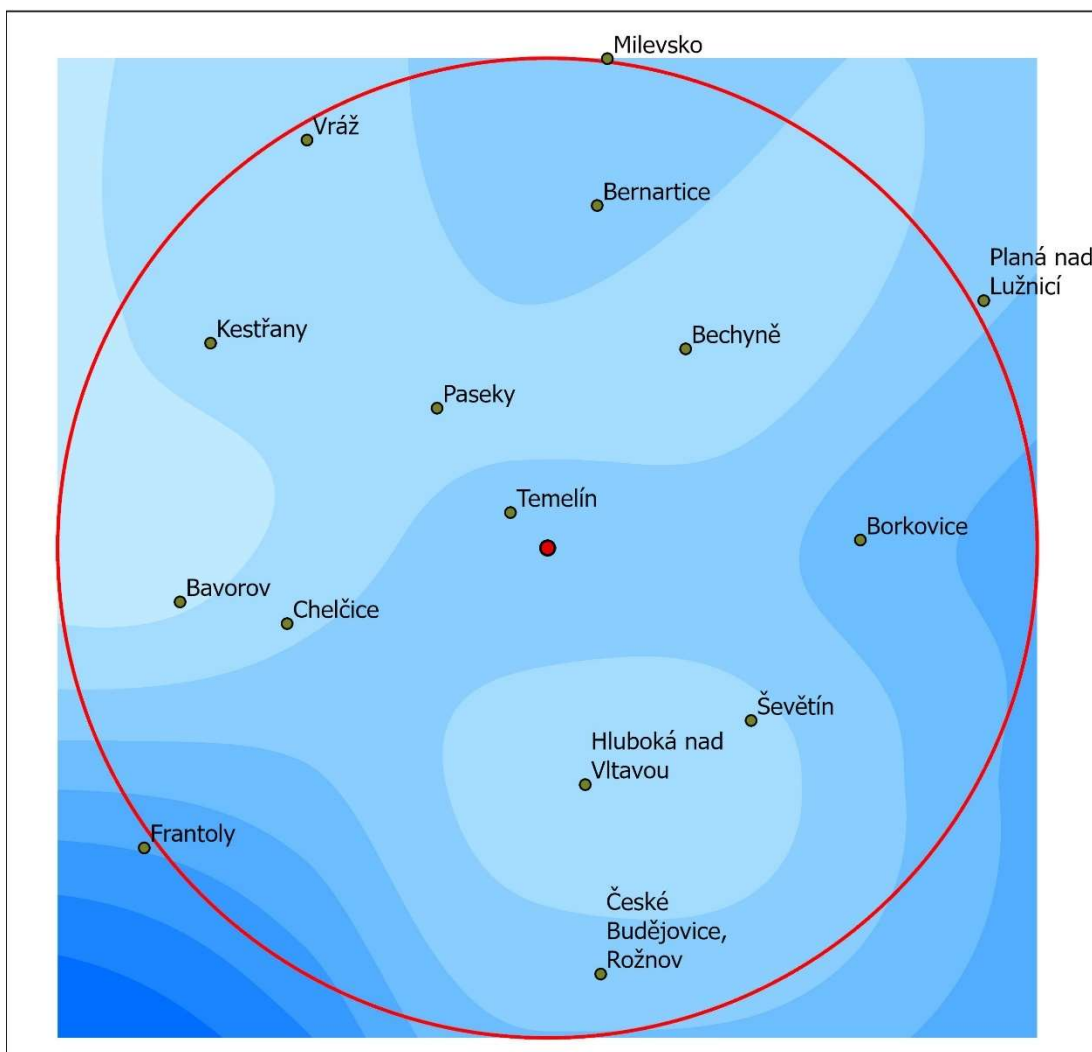 Milevsko
Vráž
Bernartice
Planá nad
Lužnicí
Kestřany
Bechyně
Paseky
Temelín
Borkovice
Bavorov
Chelčice
Ševětín
Hluboká nad
Vltavou
Frantoly
České
Budějovice,
Rožnov